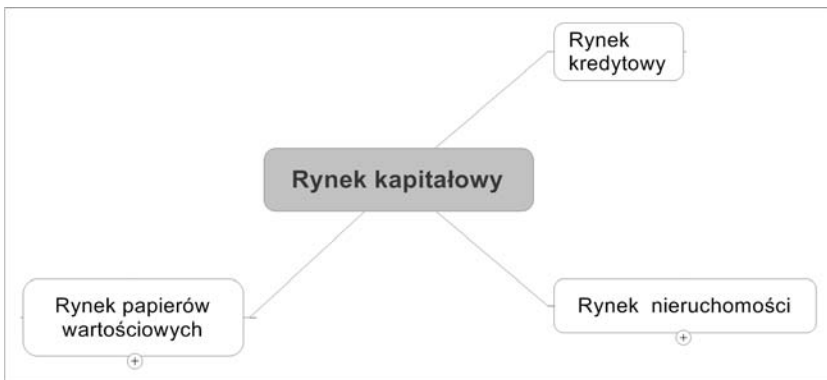 Rynek
kredytowy
Rynek kapitałowy
Rynek papierów
wartościowych
Rynek nieruchomości